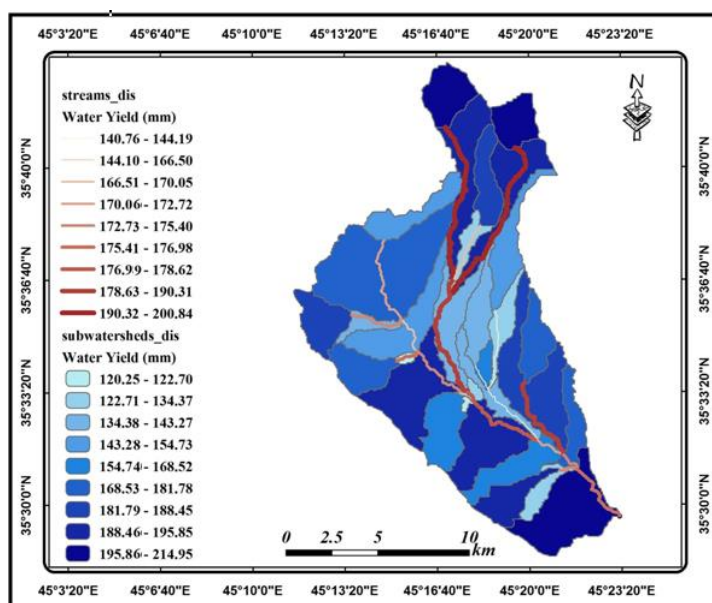 45°3'20"E 45°6'40"E 45°10'0"E 45°13'20"E 45°16'40"E 45°20'0"E 45°23'20"E
N
streams_dis
Water Yield (mm)
140.76 - 144.19
144.10 - 166.50
166.51 - 170.05
170.06 - 172.72
172.73 - 175.40
175.41 - 176.98
176.99 - 178.62
178.63 - 190.31
190.32 - 200.84
subwatersheds_dis
Water Yield (mm)
120.25 - 122.70
122.71 - 134.37
134.38 - 143.27
143.28 - 154.73
154.74 - 168.52
168.53 - 181.78
181.79 - 188.45
188.46 - 195.85
195.86 - 214.95
35°40'0"N 35°40'0"N
35°36'40"N 35°36'40"N
35°33'20"N 35°33'20"N
35°30'0"N 35°30'0"N
0 2.5 5 10
km
45°3'20"E 45°6'40"E 45°10'0"E 45°13'20"E 45°16'40"E 45°20'0"E 45°23'20"E